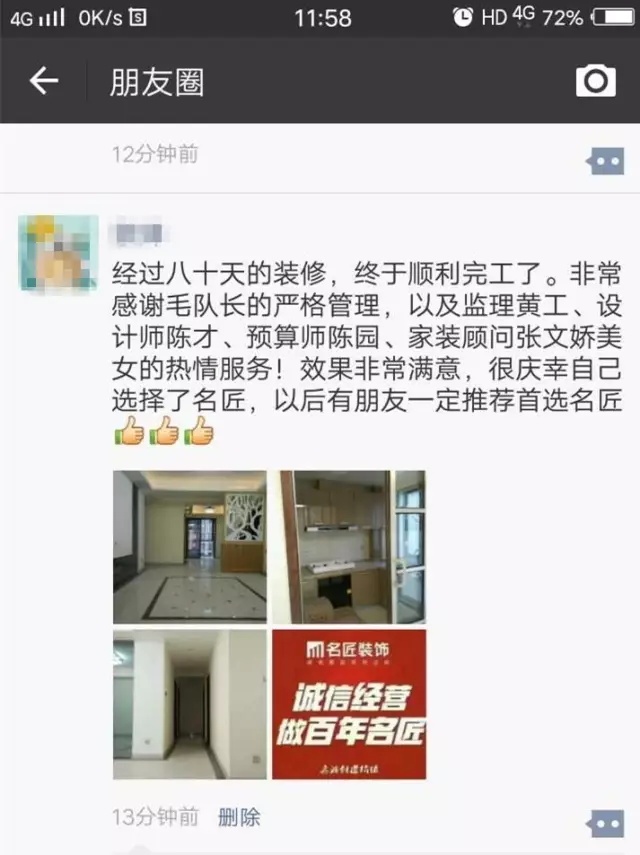 4G 0K/s 11:58 HD 4G 72%
朋友圈
12分钟前
经过八十天的装修，终于顺利完工了。非常
感谢毛队长的严格管理，以及监理黄工、设
计师陈才、预算师陈园、家装顾问张文娇美
女的热情服务！效果非常满意，很庆幸自己
选择了名匠，以后有朋友一定推荐首选名匠
名匠装饰
诚信经营
做百年名匠
13分钟前 删除